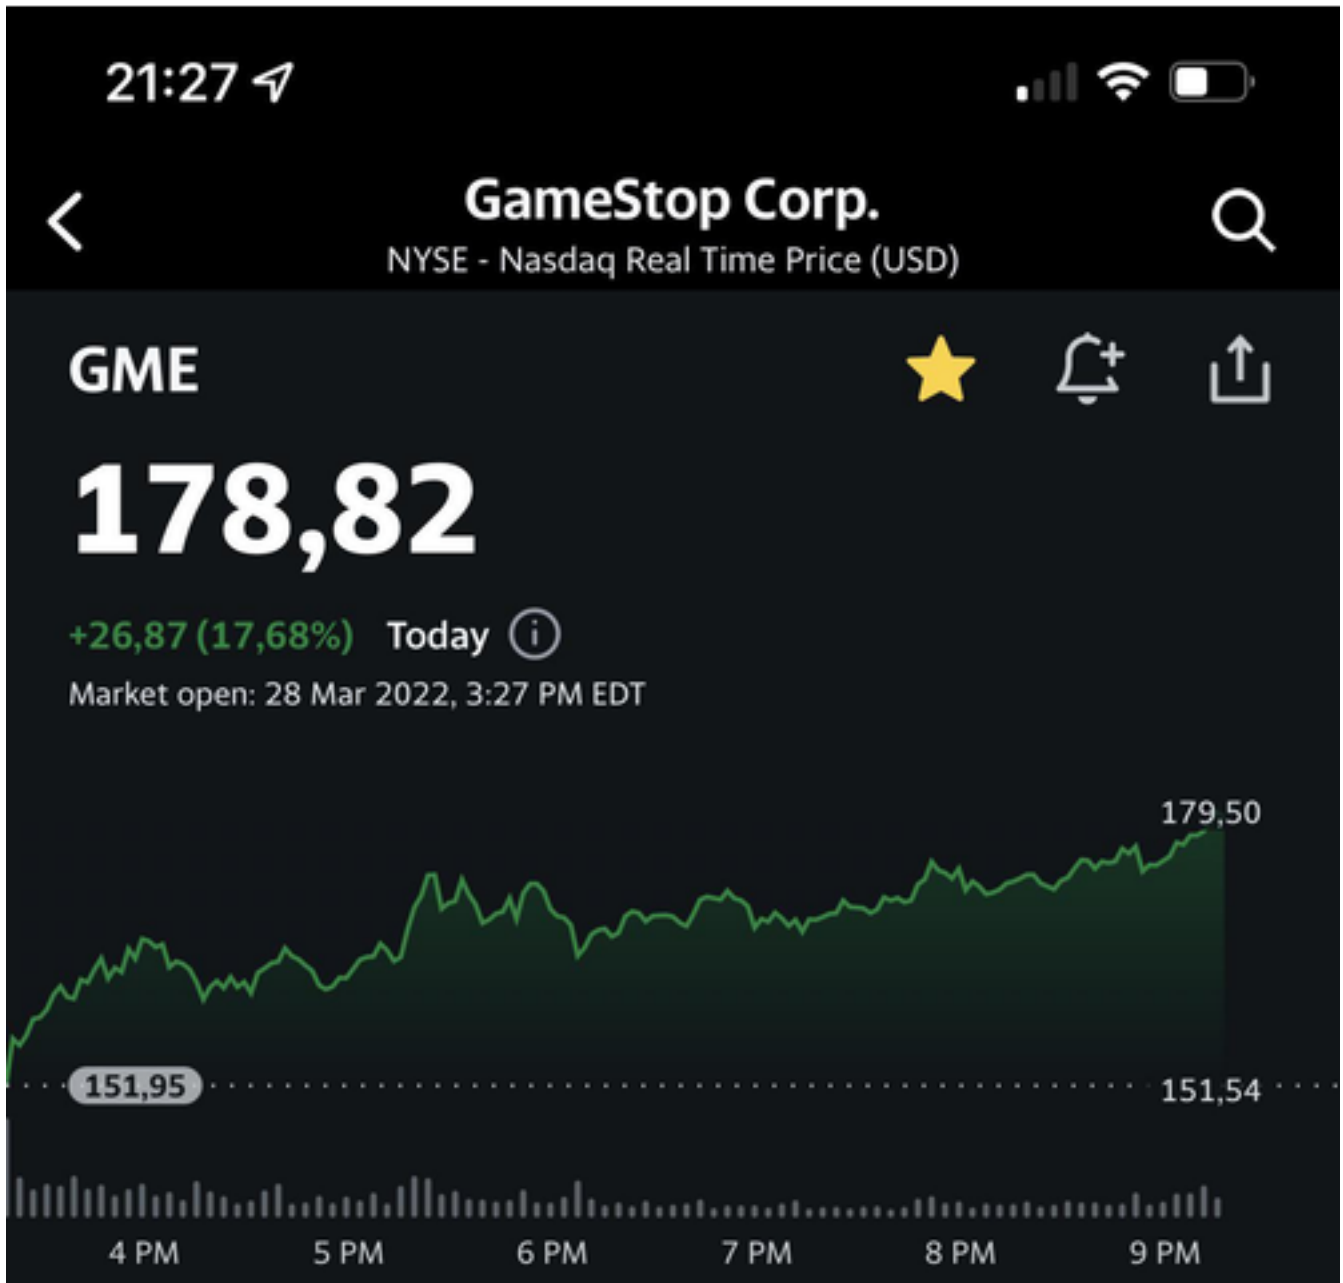 21:27
GameStop Corp.
NYSE - Nasdaq Real Time Price (USD)
GME
178,82
+26,87 (17,68%) Today
Market open: 28 Mar 2022, 3:27 PM EDT
179,50
151,95 151,54
4 PM 5 PM 6 PM 7 PM 8 PM 9 PM